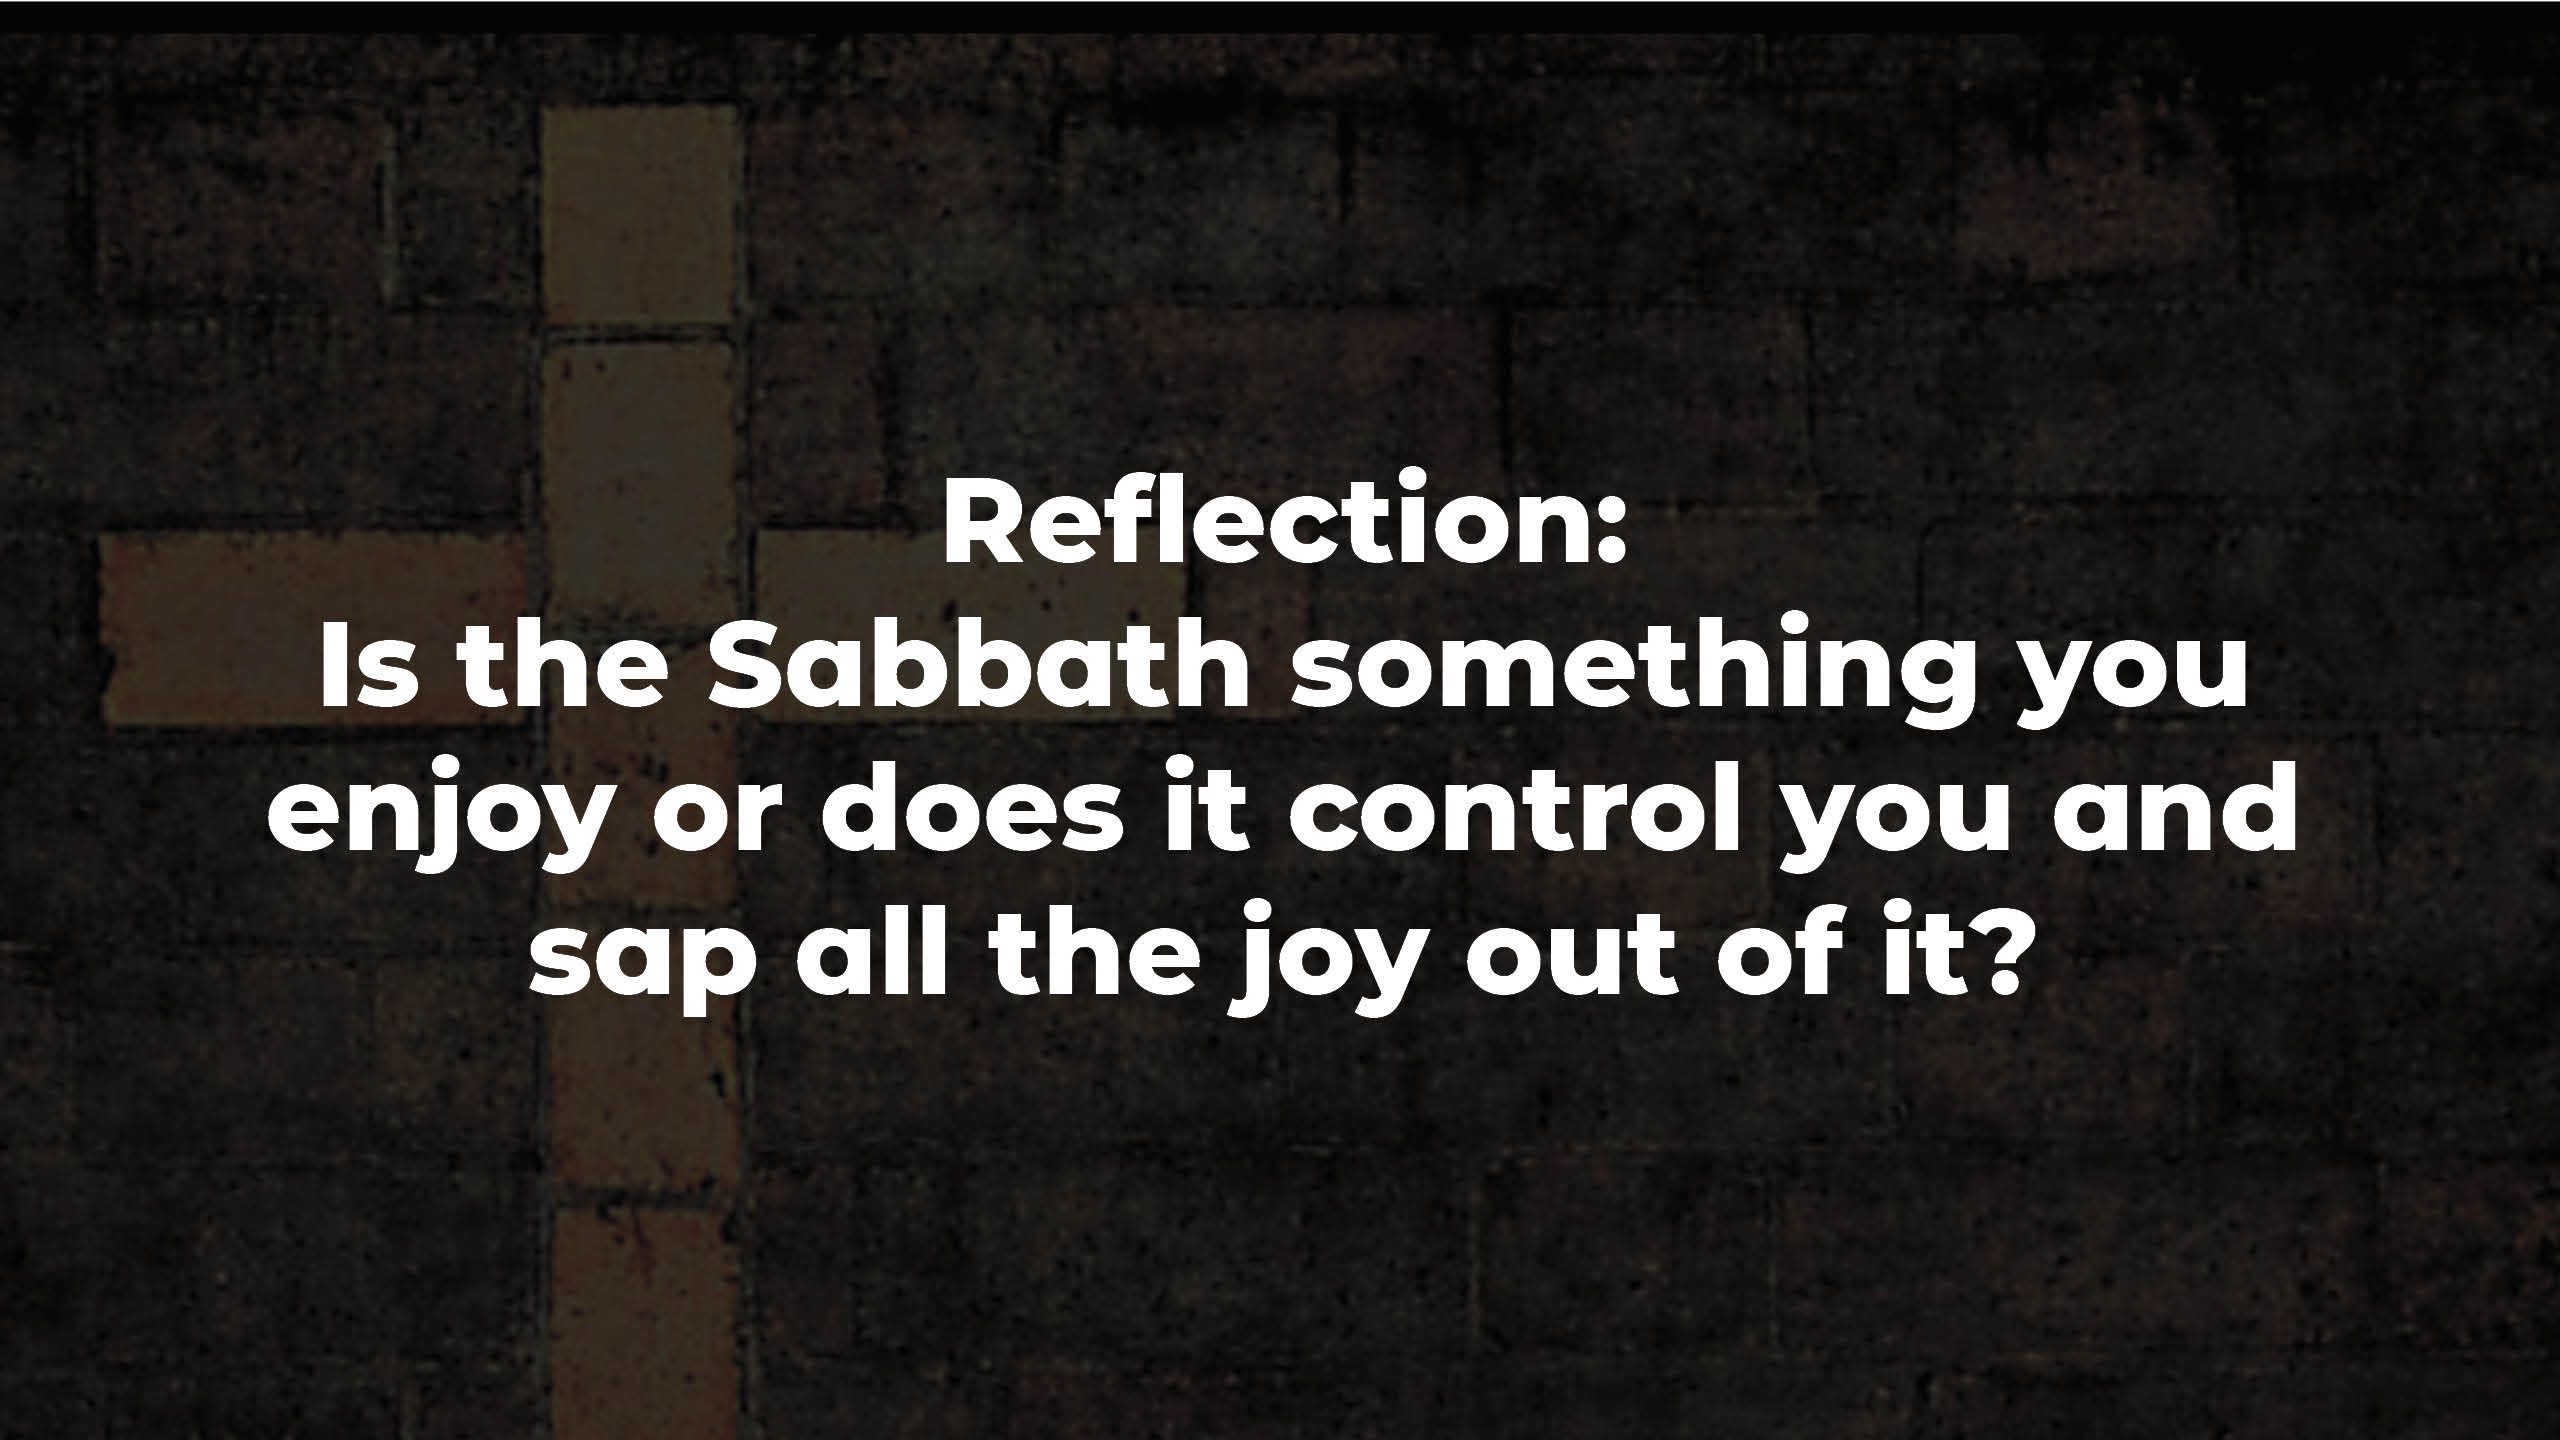 Reflection:
Is the Sabbath something you
enjoy or does it control you and
sap all the joy out of it?